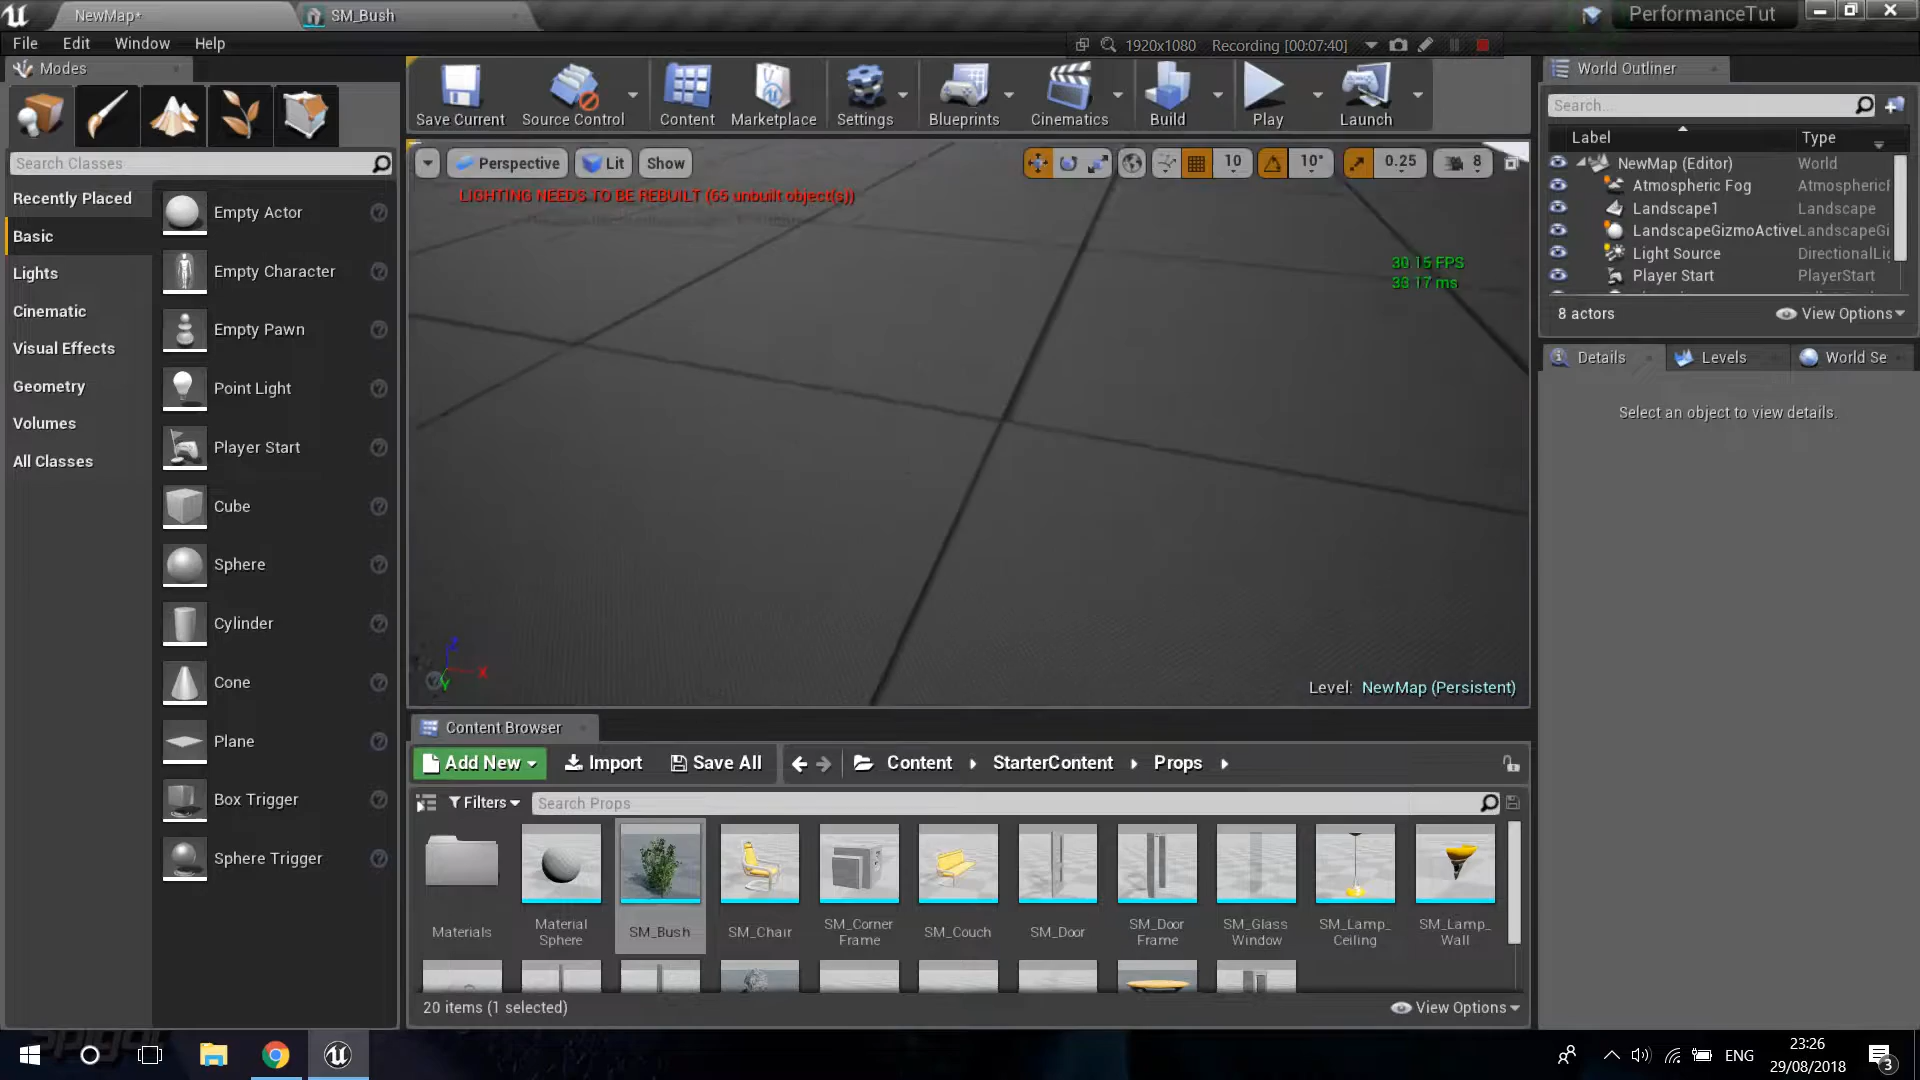 NewMap*
SM_Bush
PerformanceTut
File
Edit
Window
Help
1920x1080
Recording [00:07:40]
Modes
Search Classes
Recently Placed
Basic
Lights
Cinematic
Visual Effects
Geometry
Volumes
All Classes
Empty Actor
Empty Character
Empty Pawn
Point Light
Player Start
Cube
Sphere
Cylinder
Cone
Plane
Box Trigger
Sphere Trigger
Save Current
Source Control
Content
Marketplace
Settings
Blueprints
Cinematics
Build
Play
Launch
Perspective
Lit
Show
10
10°
0.25
8
LIGHTING NEEDS TO BE REBUILT (65 unbuilt object(s))
30.15 FPS
33.17 ms
Z
X
Y
Level: NewMap (Persistent)
World Outliner
Search...
Label
Type
NewMap (Editor)
World
Atmospheric Fog
AtmosphericF
Landscape1
Landscape
LandscapeGizmoActive
LandscapeGi
Light Source
DirectionalLig
Player Start
PlayerStart
8 actors
View Options
Details
Levels
World Se
Select an object to view details.
Content Browser
Add New
Import
Save All
Content
StarterContent
Props
Filters
Search Props
Materials
Material
Sphere
SM_Bush
SM_Chair
SM_Corner
Frame
SM_Couch
SM_Door
SM_Door
Frame
SM_Glass
Window
SM_Lamp_
Ceiling
SM_Lamp_
Wall
20 items (1 selected)
View Options
ENG
23:26
29/08/2018
3